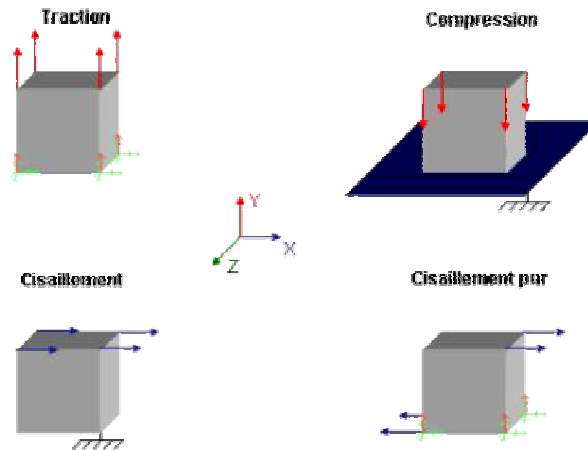 Traction
Compression
Y
X
Z
Cisaillement
Cisaillement pur